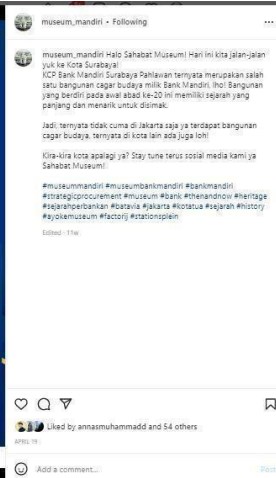 museum_mandiri • Following
museum_mandiri Halo Sahabat Museum! Hari ini kita jalan-jalan
yuk ke Kota Surabaya!
KCP Bank Mandiri Surabaya Pahlawan ternyata merupakan salah
satu bangunan cagar budaya milik Bank Mandiri, lho! Bangunan
yang berdiri pada awal abad ke-20 ini memiliki sejarah yang
panjang dan menarik untuk disimak.
Jadi, ternyata tidak cuma di Jakarta saja ya terdapat bangunan
cagar budaya, ternyata di kota lain ada juga loh!
Kira-kira kota apalagi ya? Stay tune terus sosial media kami ya
Sahabat Museum!
#museummandiri #museumbankmandiri #bankmandiri
#strategicprocurement #museum #bank #thenandnow #heritage
#sejarahperbankan #batavia #jakarta #kotatua #sejarah #history
#ayokemuseum #factorij #stationsplein
Edited · 11w
Liked by annasmuhammadd and 54 others
APRIL 19
Add a comment...
Post